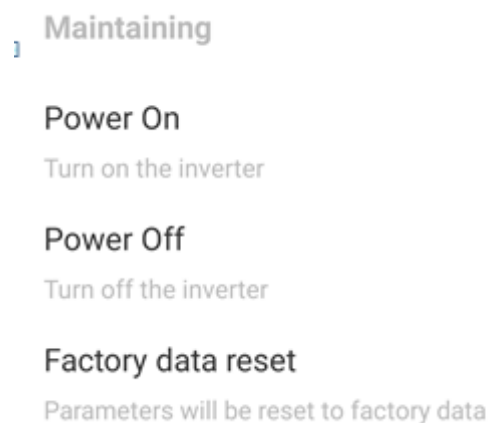 Maintaining
Power On
Turn on the inverter
Power Off
Turn off the inverter
Factory data reset
Parameters will be reset to factory data